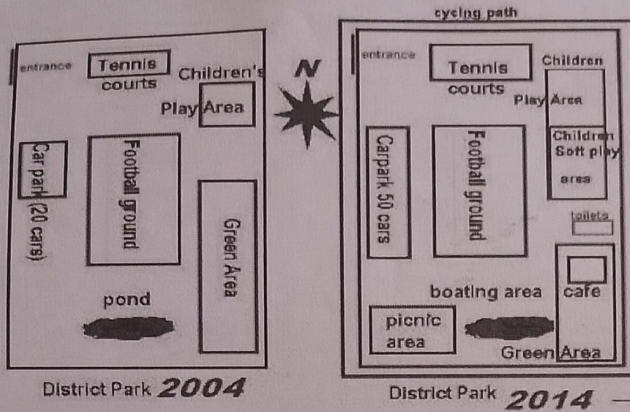 entrance
Tennis
courts
Children's
Play Area
Car park (20 cars)
Football ground
Green Area
pond
District Park 2004
N
cycing path
entrance
Tennis
courts
Children
Play Area
Children
Soft play
area
Carpark 50 cars
Football ground
toilets
boating area
cafe
picnic
area
Green Area
District Park 2014